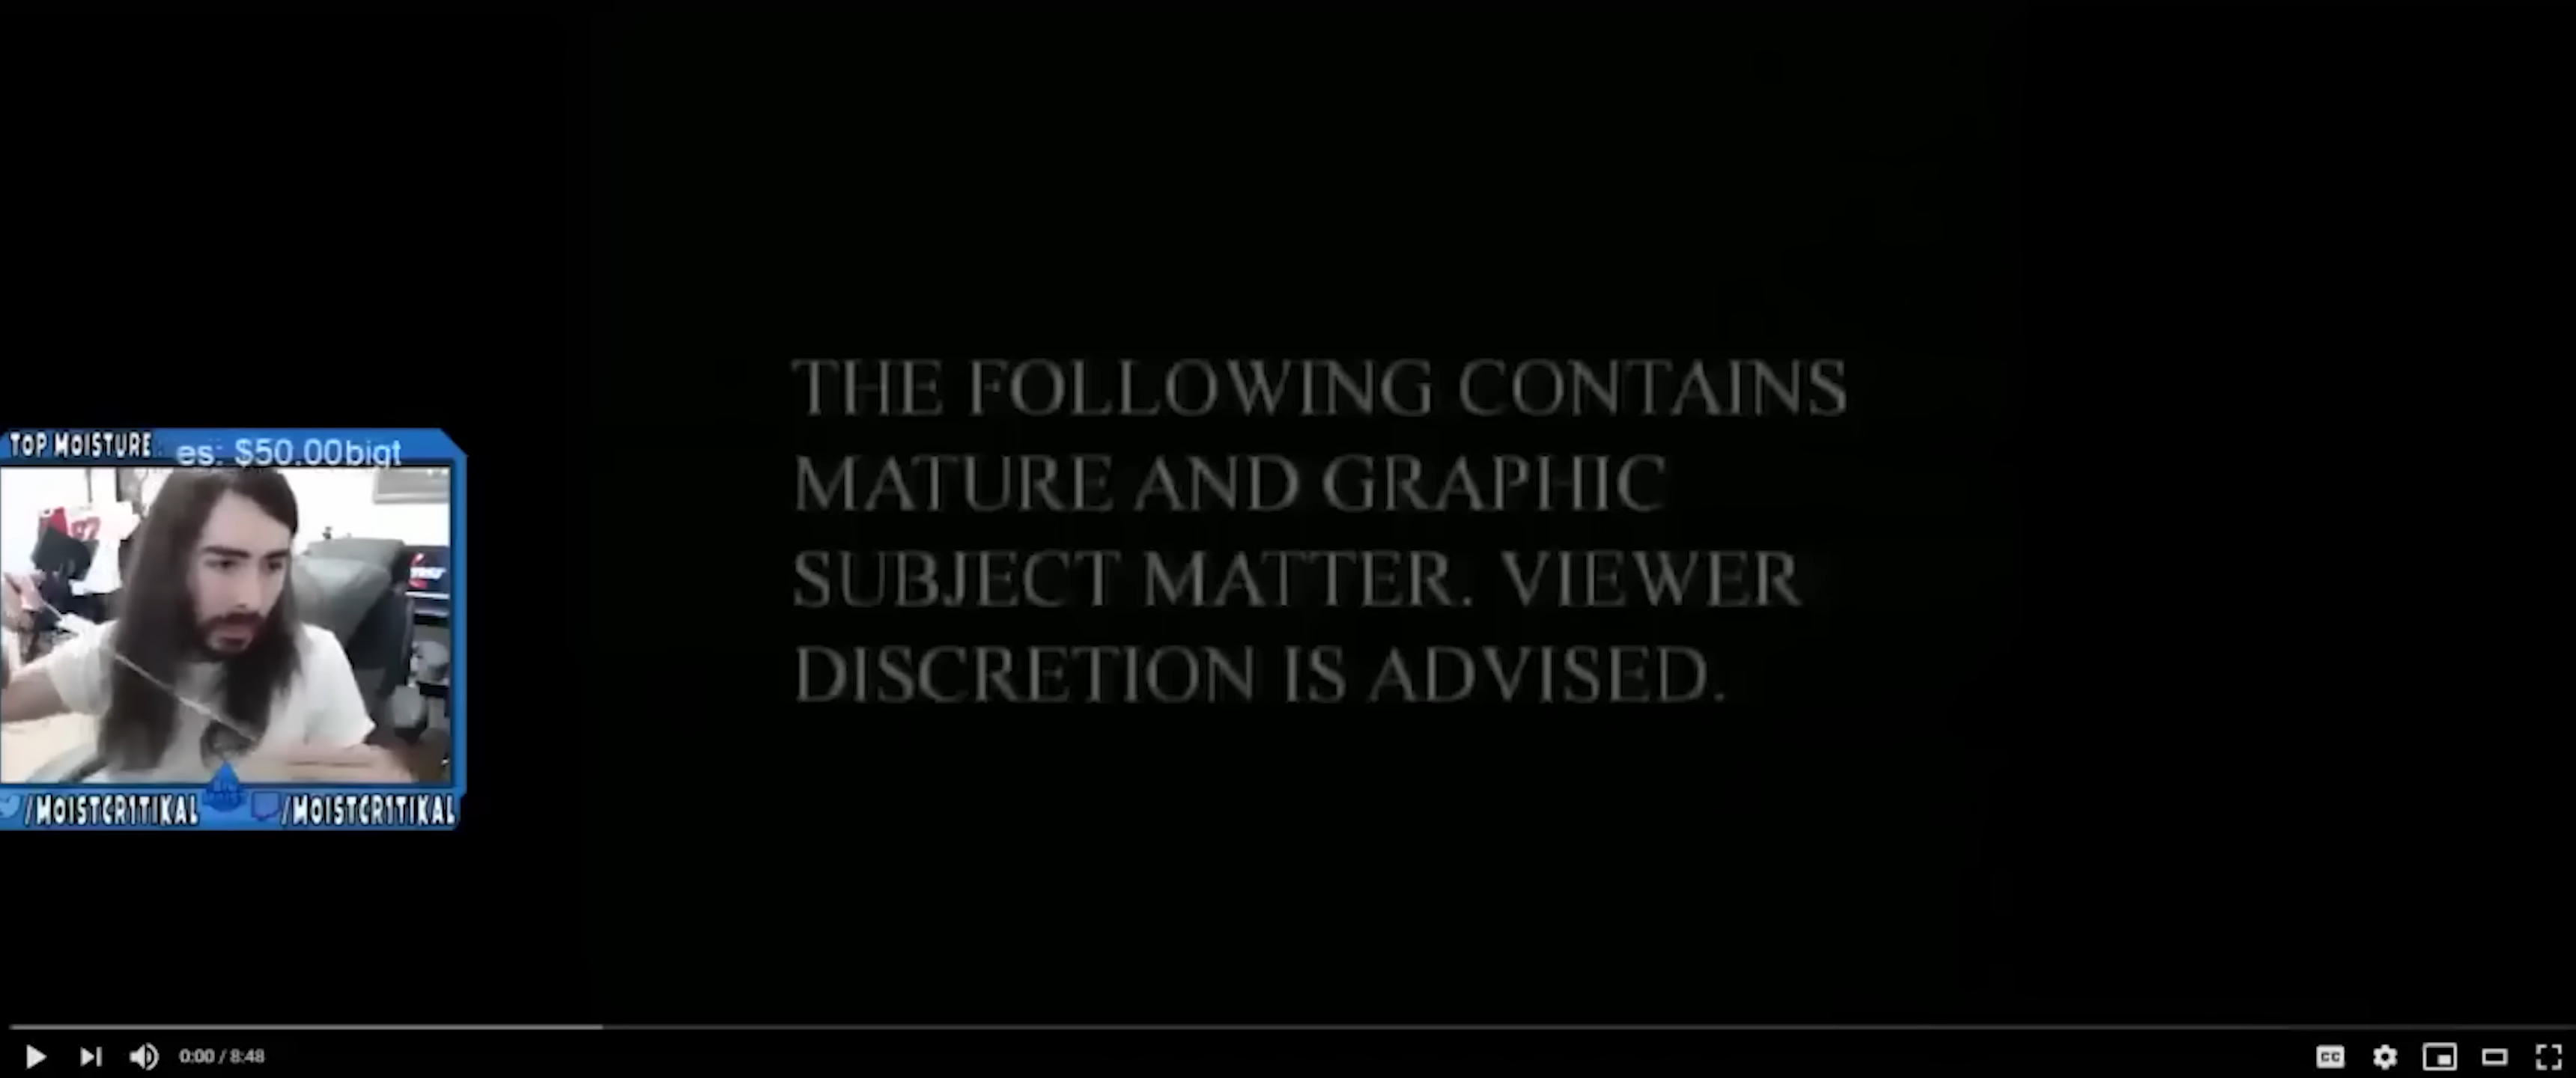 THE FOLLOWING CONTAINS
MATURE AND GRAPHIC
SUBJECT MATTER. VIEWER
DISCRETION IS ADVISED.
TOP MOISTURE
es: $50.00bigt
/MOISTCR1TIKAL /MOISTCR1TIKAL
0:00 / 8:48
CC